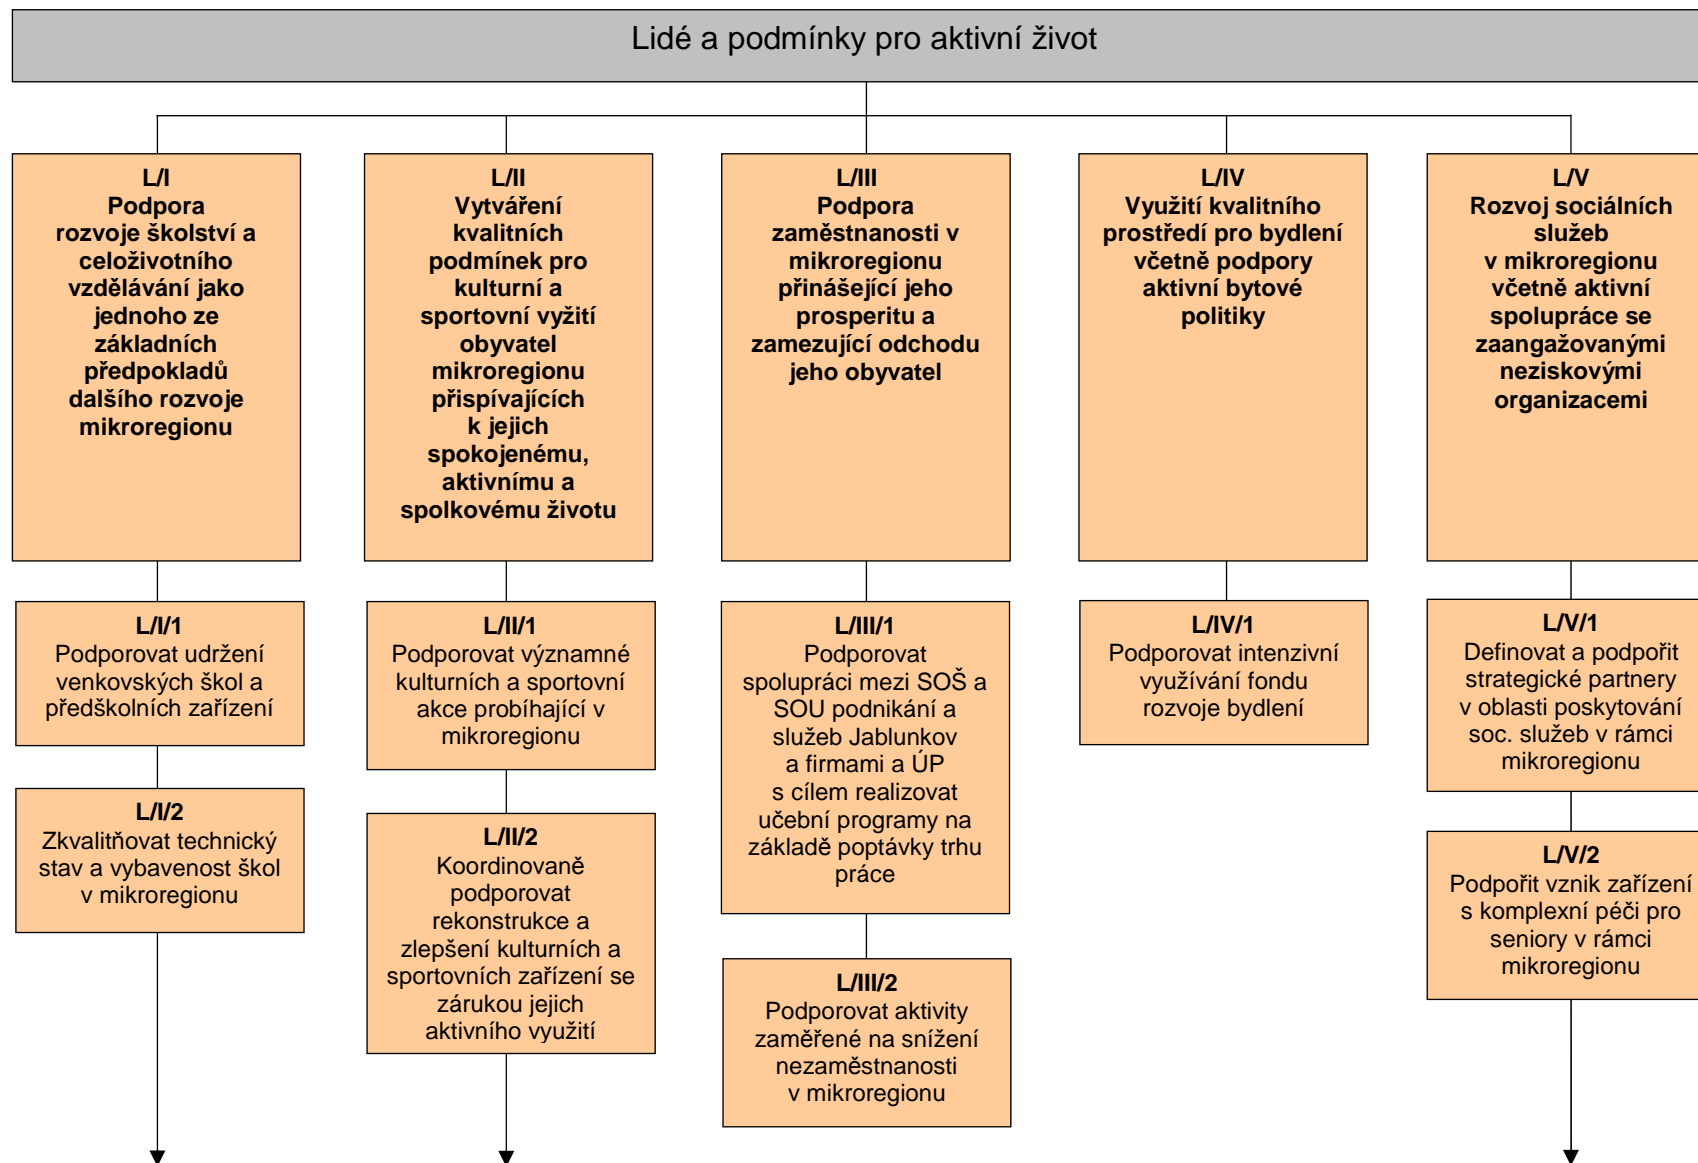 Lidé a podmínky pro aktivní život
L/I
Podpora
rozvoje školství a
celoživotního
vzdělávání jako
jednoho ze
základních
předpokladů
dalšího rozvoje
mikroregionu
L/II
Vytváření
kvalitních
podmínek pro
kulturní a
sportovní vyžití
obyvatel
mikroregionu
přispívajících
k jejich
spokojenému,
aktivnímu a
spolkovému životu
L/III
Podpora
zaměstnanosti v
mikroregionu
přinášející jeho
prosperitu a
zamezující odchodu
jeho obyvatel
L/IV
Využití kvalitního
prostředí pro bydlení
včetně podpory
aktivní bytové
politiky
L/V
Rozvoj sociálních
služeb
v mikroregionu
včetně aktivní
spolupráce se
zaangažovanými
neziskovými
organizacemi
L/I/1
Podporovat udržení
venkovských škol a
předškolních zařízení
L/II/1
Podporovat významné
kulturních a sportovní
akce probíhající v
mikroregionu
L/III/1
Podporovat
spolupráci mezi SOŠ a
SOU podnikání a
služeb Jablunkov
a firmami a ÚP
s cílem realizovat
učební programy na
základě poptávky trhu
práce
L/IV/1
Podporovat intenzivní
využívání fondu
rozvoje bydlení
L/V/1
Definovat a podpořit
strategické partnery
v oblasti poskytování
soc. služeb v rámci
mikroregionu
L/I/2
Zkvalitňovat technický
stav a vybavenost škol
v mikroregionu
L/II/2
Koordinovaně
podporovat
rekonstrukce a
zlepšení kulturních a
sportovních zařízení se
zárukou jejich
aktivního využití
L/III/2
Podporovat aktivity
zaměřené na snížení
nezaměstnanosti
v mikroregionu
L/V/2
Podpořit vznik zařízení
s komplexní péči pro
seniory v rámci
mikroregionu